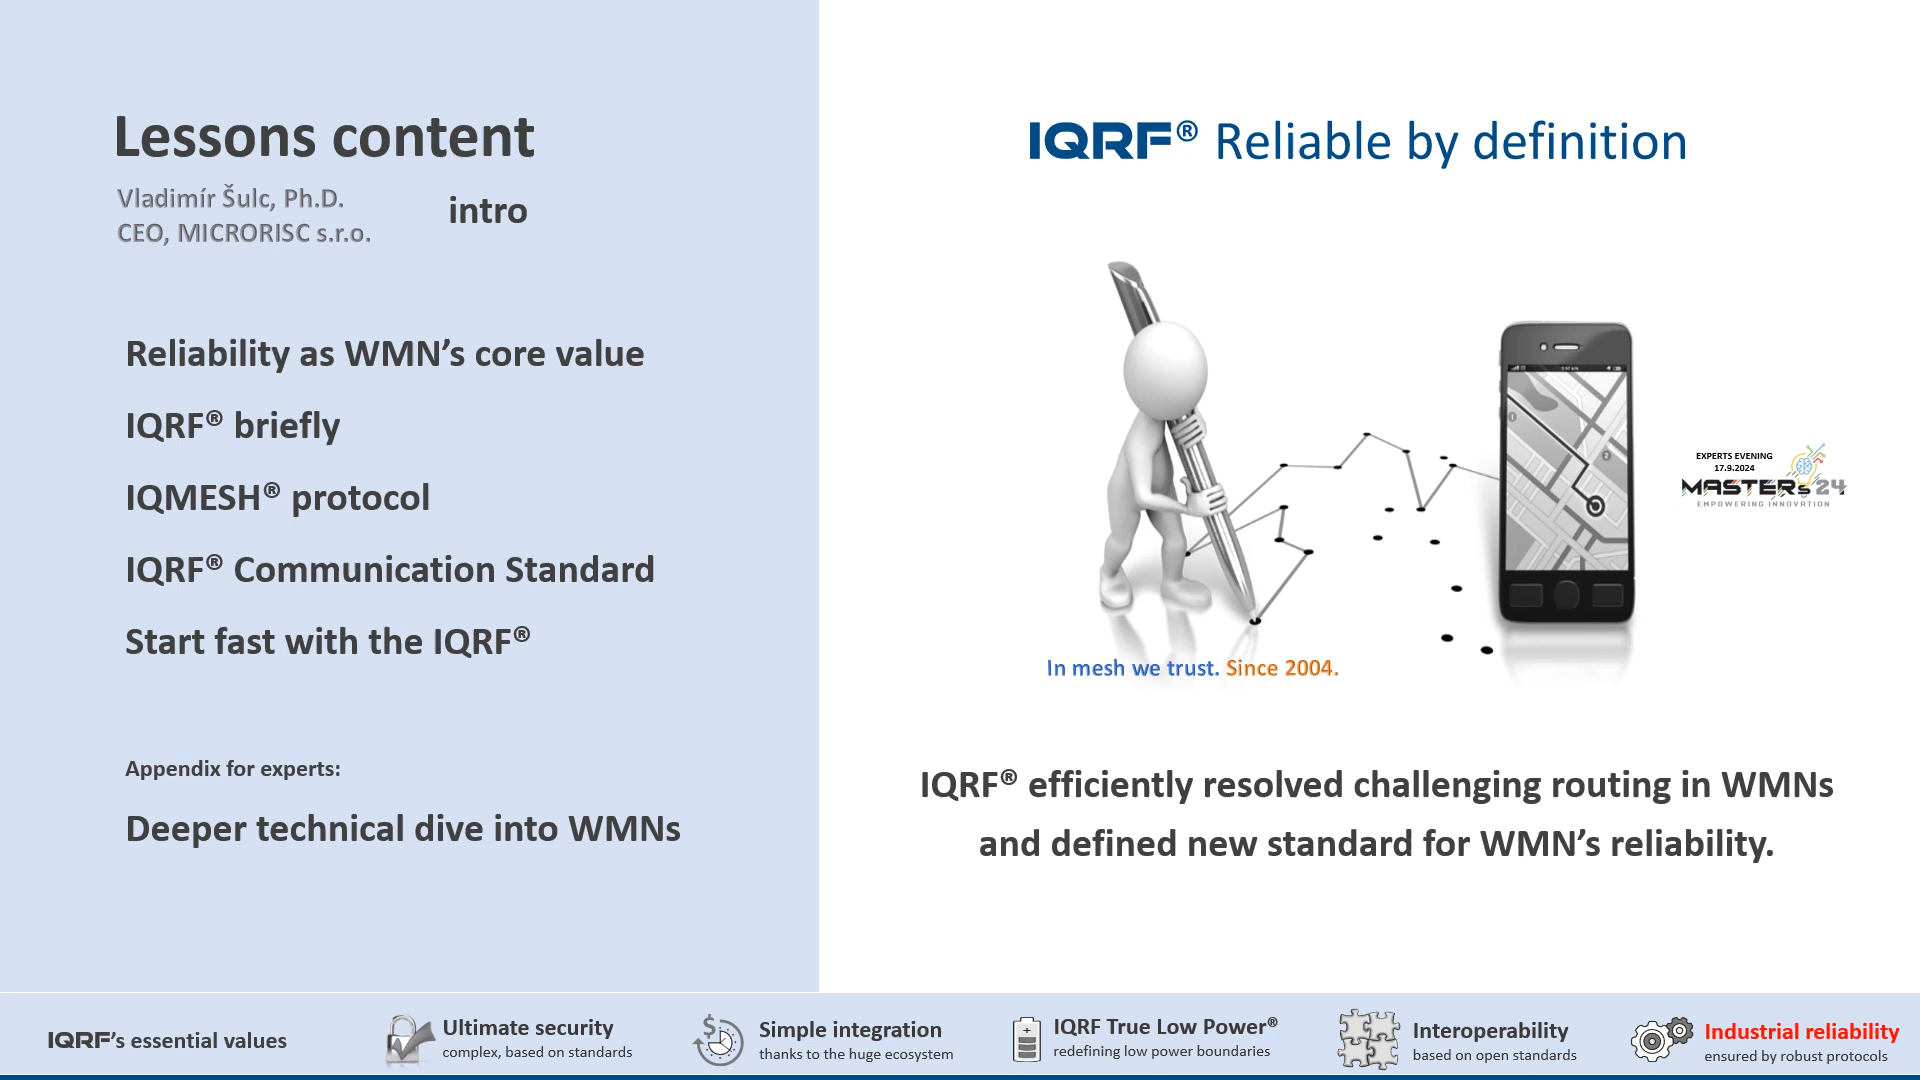 Lessons content
Vladimír Šulc, Ph.D.
CEO, MICRORISC s.r.o.
intro
Reliability as WMN’s core value
IQRF® briefly
IQMESH® protocol
IQRF® Communication Standard
Start fast with the IQRF®
Appendix for experts:
Deeper technical dive into WMNs
IQRF® Reliable by definition
EXPERTS EVENING
17.9.2024
MASTERs 24
EMPOWERING INNOVATION
In mesh we trust. Since 2004.
IQRF® efficiently resolved challenging routing in WMNs
and defined new standard for WMN’s reliability.
IQRF’s essential values
Ultimate security
complex, based on standards
Simple integration
thanks to the huge ecosystem
IQRF True Low Power®
redefining low power boundaries
Interoperability
based on open standards
Industrial reliability
ensured by robust protocols